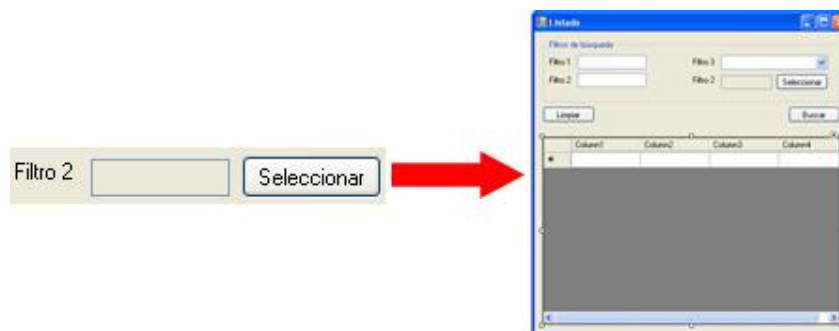 Filtro 2 Seleccionar
Listado
Filtros de búsqueda
Filtro 1 Filtro 3
Filtro 2 Filtro 2 Seleccionar
Limpiar Buscar
Column1 Column2 Column3 Column4